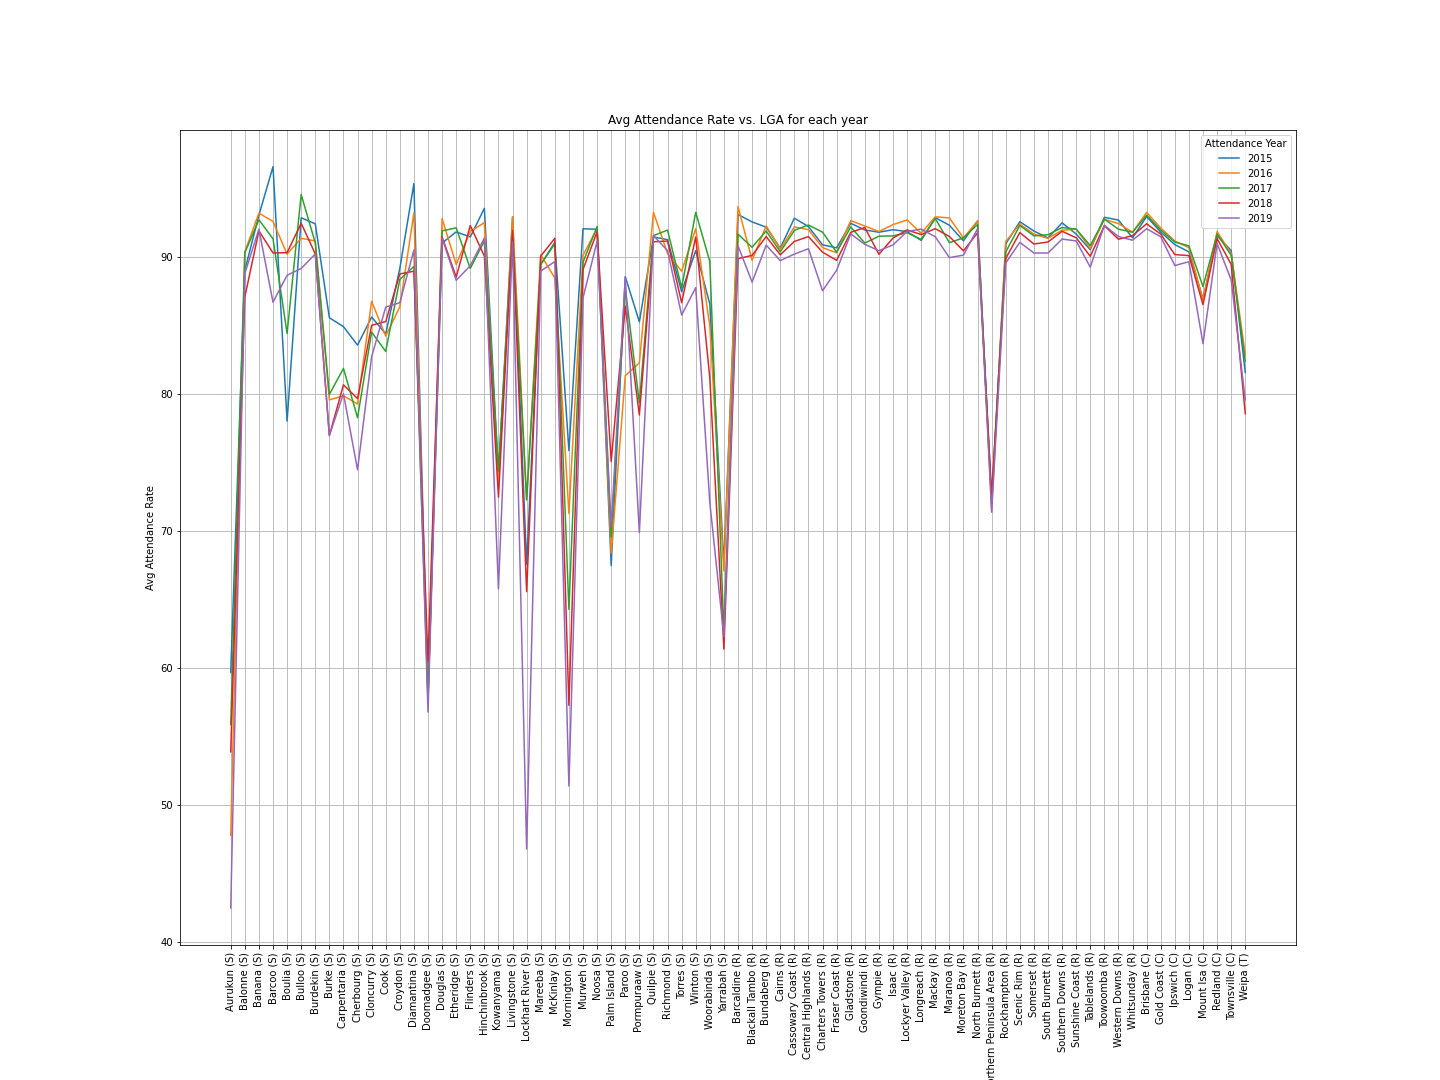 Avg Attendance Rate vs. LGA for each year
Attendance Year
2015
2016
2017
2018
2019
90
80
70
60
50
40
Avg Attendance Rate
Aurukun (S)
Balonne (S)
Banana (S)
Barcoo (S)
Boulia (S)
Bulloo (S)
Burdekin (S)
Burke (S)
Carpentaria (S)
Cherbourg (S)
Cloncurry (S)
Cook (S)
Croydon (S)
Diamantina (S)
Doomadgee (S)
Douglas (S)
Etheridge (S)
Flinders (S)
Hinchinbrook (S)
Kowanyama (S)
Livingstone (S)
Lockhart River (S)
Mareeba (S)
McKinlay (S)
Mornington (S)
Murweh (S)
Noosa (S)
Palm Island (S)
Paroo (S)
Pormpuraaw (S)
Quilpie (S)
Richmond (S)
Torres (S)
Winton (S)
Woorabinda (S)
Yarrabah (S)
Barcaldine (R)
Blackall Tambo (R)
Bundaberg (R)
Cairns (R)
Cassowary Coast (R)
Central Highlands (R)
Charters Towers (R)
Fraser Coast (R)
Gladstone (R)
Goondiwindi (R)
Gympie (R)
Isaac (R)
Lockyer Valley (R)
Longreach (R)
Mackay (R)
Maranoa (R)
Moreton Bay (R)
North Burnett (R)
rthern Peninsula Area (R)
Rockhampton (R)
Scenic Rim (R)
Somerset (R)
South Burnett (R)
Southern Downs (R)
Sunshine Coast (R)
Tablelands (R)
Toowoomba (R)
Western Downs (R)
Whitsunday (R)
Brisbane (C)
Gold Coast (C)
Ipswich (C)
Logan (C)
Mount Isa (C)
Redland (C)
Townsville (C)
Weipa (T)